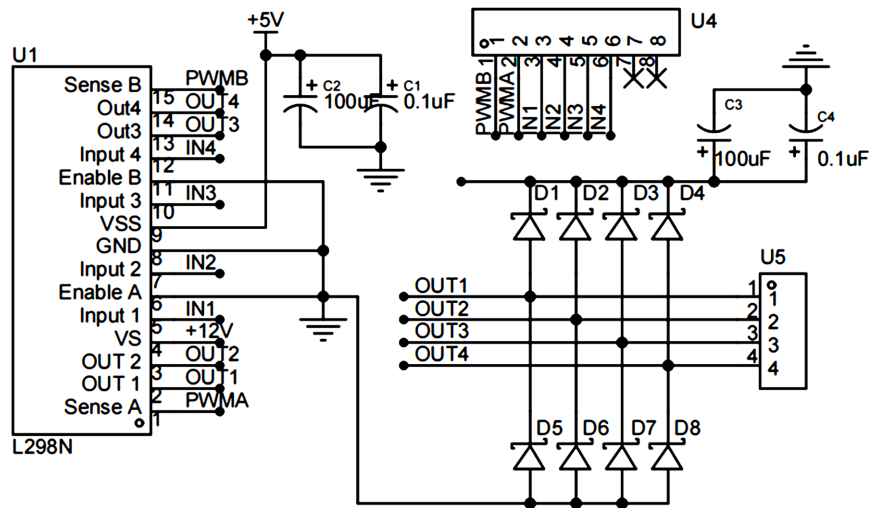 +5V
U1
Sense B
15
PWMB
Out4
14
OUT4
Out3
13
OUT3
Input 4
12
IN4
Enable B
11
Input 3
10
IN3
VSS
9
GND
8
Input 2
7
IN2
Enable A
6
Input 1
5
IN1
VS
4
+12V
OUT 2
3
OUT2
OUT 1
2
OUT1
Sense A
1
PWMA
L298N
C2
100uF
C1
0.1uF
U4
1 2 3 4 5 6 7 8
1 2 3 4 5 6 7 8
PWMB
PWMA
IN1
IN2
IN3
IN4
C3
100uF
C4
0.1uF
D1 D2 D3 D4
U5
OUT1 1 1
OUT2 2 2
OUT3 3 3
OUT4 4 4
D5 D6 D7 D8